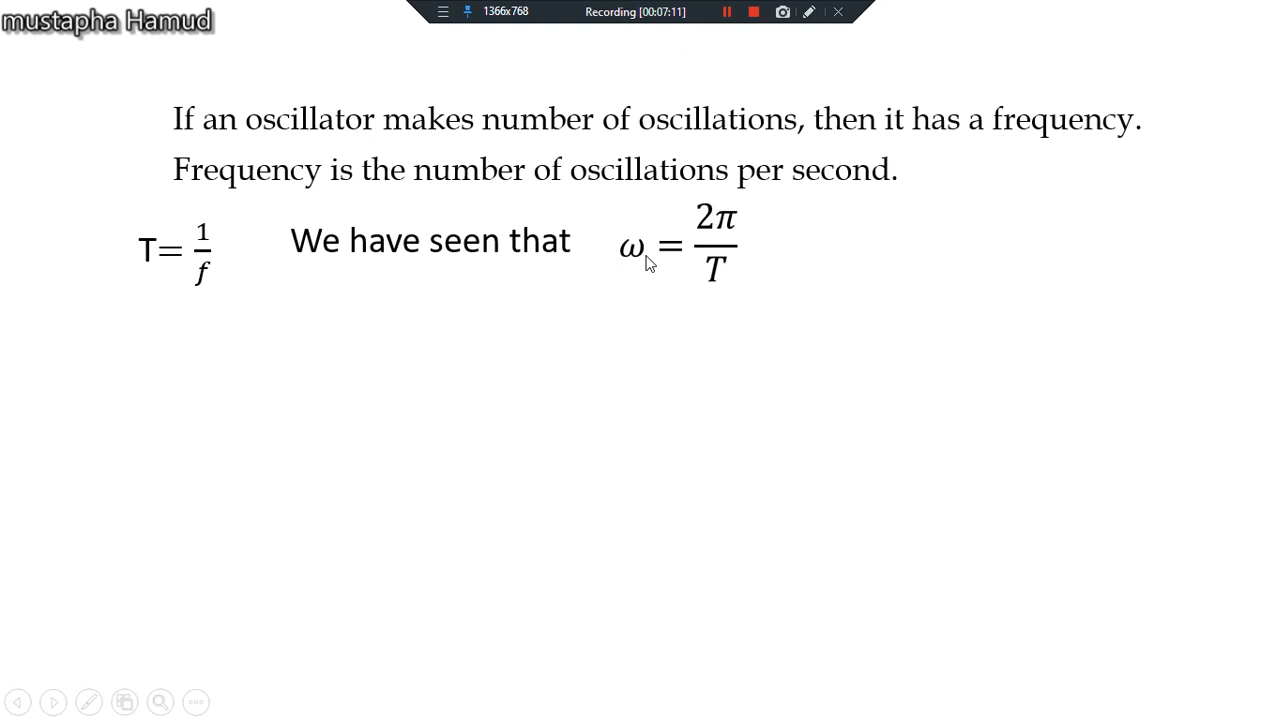 mustapha Hamud
1366x768 Recording [00:07:11]
If an oscillator makes number of oscillations, then it has a frequency.
Frequency is the number of oscillations per second.
T= 1/f We have seen that ω = 2π/T